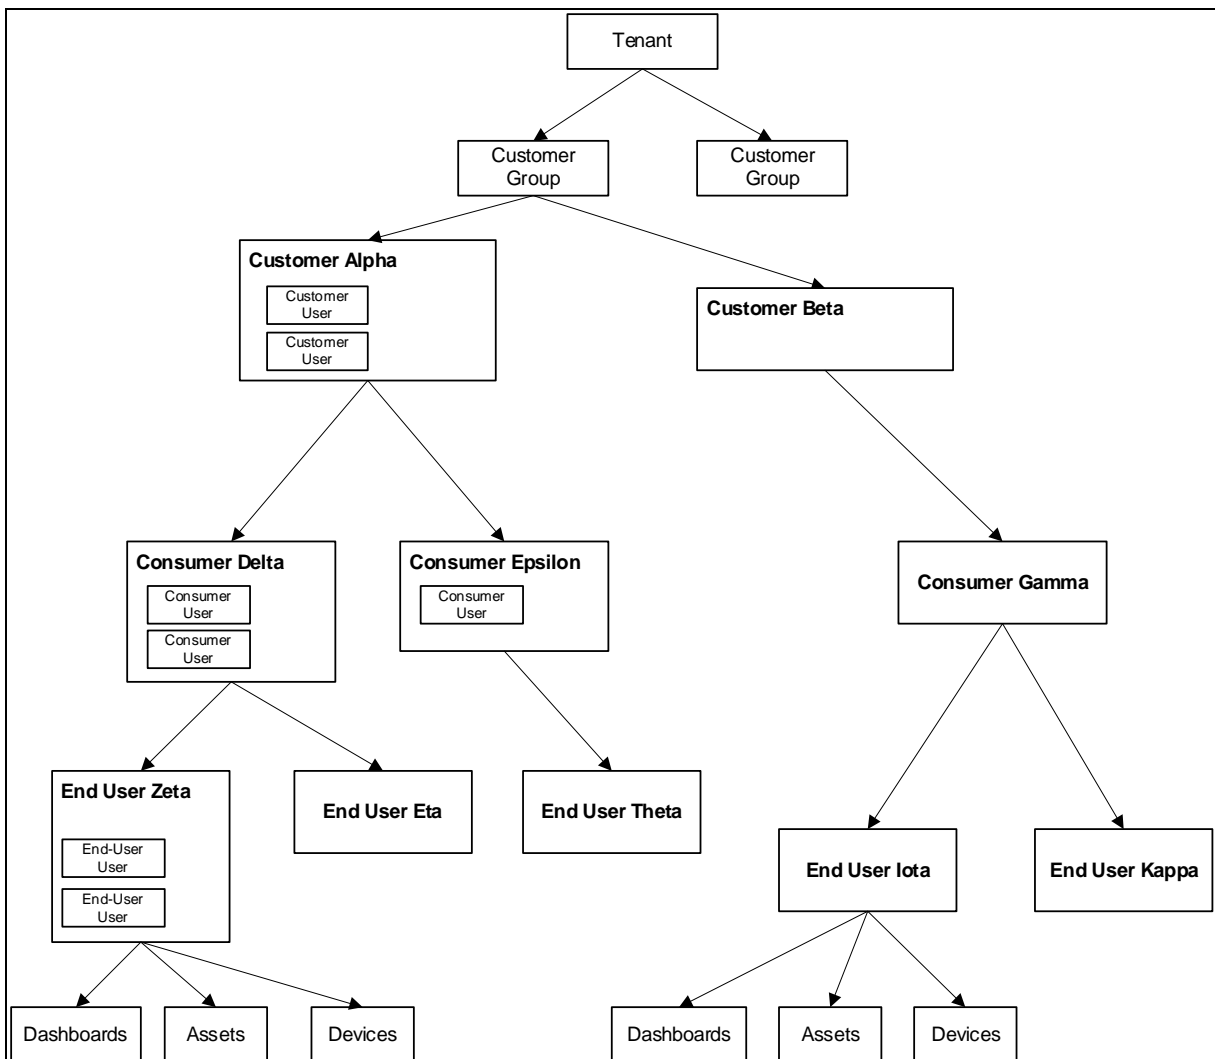 Tenant
Customer
Group
Customer
Group
Customer Alpha
Customer
User
Customer
User
Customer Beta
Consumer Delta
Consumer
User
Consumer
User
Consumer Epsilon
Consumer
User
Consumer Gamma
End User Zeta
End-User
User
End-User
User
End User Eta
End User Theta
End User Iota
End User Kappa
Dashboards
Assets
Devices
Dashboards
Assets
Devices